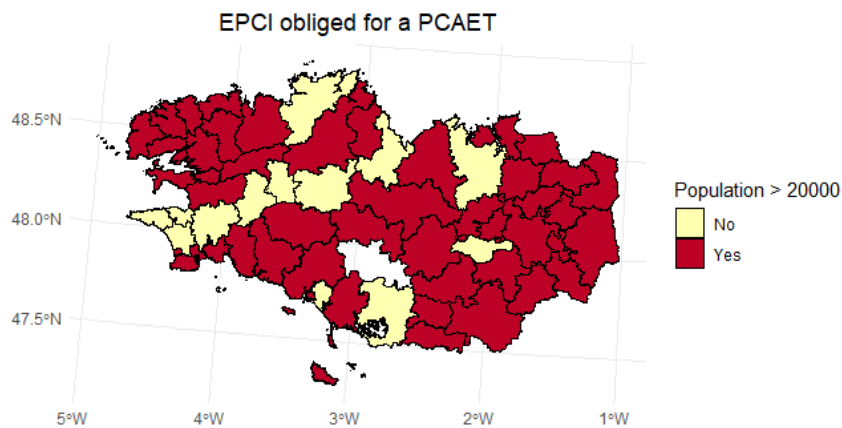 EPCI obliged for a PCAET
48.5°N
48.0°N
47.5°N
5°W
4°W
3°W
2°W
1°W
Population > 20000
No
Yes